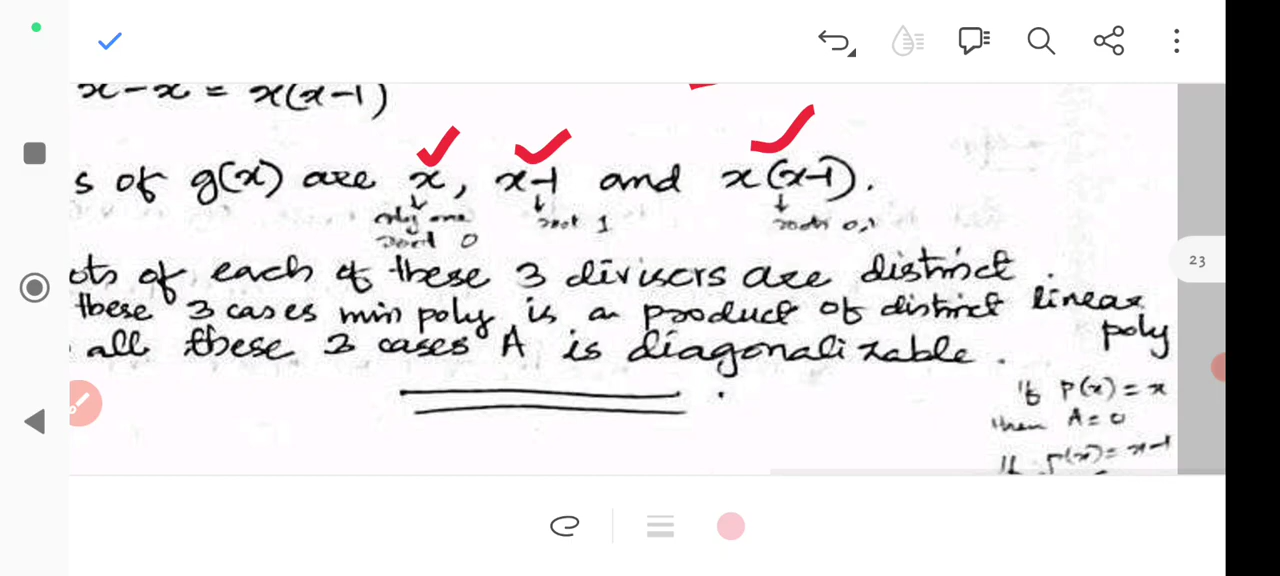 x - x = x(x-1)
s of g(x) are x, x-1 and x(x-1).
only one root 1 roots 0,1
root 0
ots of each of these 3 divisers are distinct .
these 3 cases min poly is a product of distinct linear
poly
all these 3 cases A is diagonalizable .
If p(x) = x
then A = 0
If p(x) = x-1
23